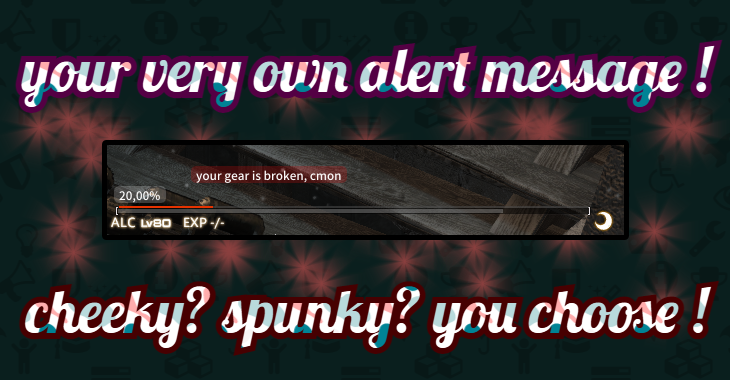 your very own alert message !
your gear is broken, cmon
20,00%
ALC Lv80 EXP -/-
cheeky? spunky? you choose !